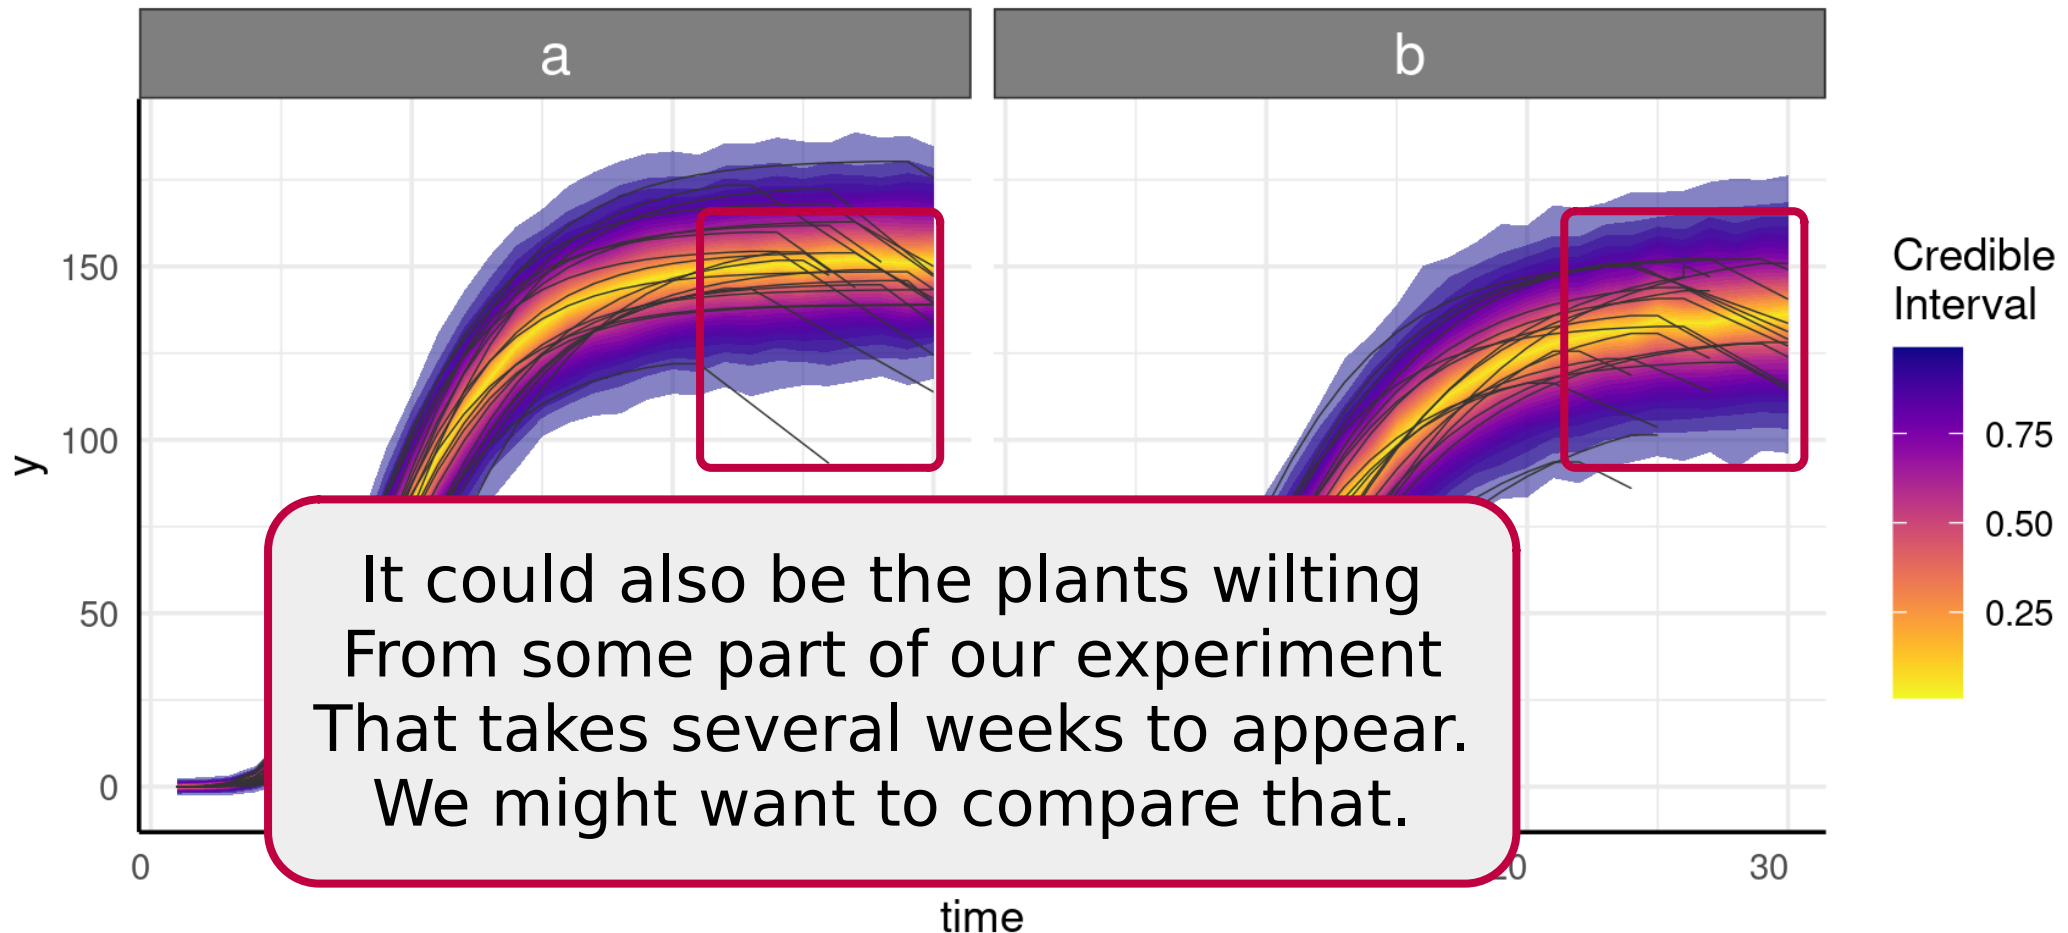 a
b
150
100
50
0
y
It could also be the plants wilting
From some part of our experiment
That takes several weeks to appear.
We might want to compare that.
0
30
time
Credible
Interval
0.75
0.50
0.25